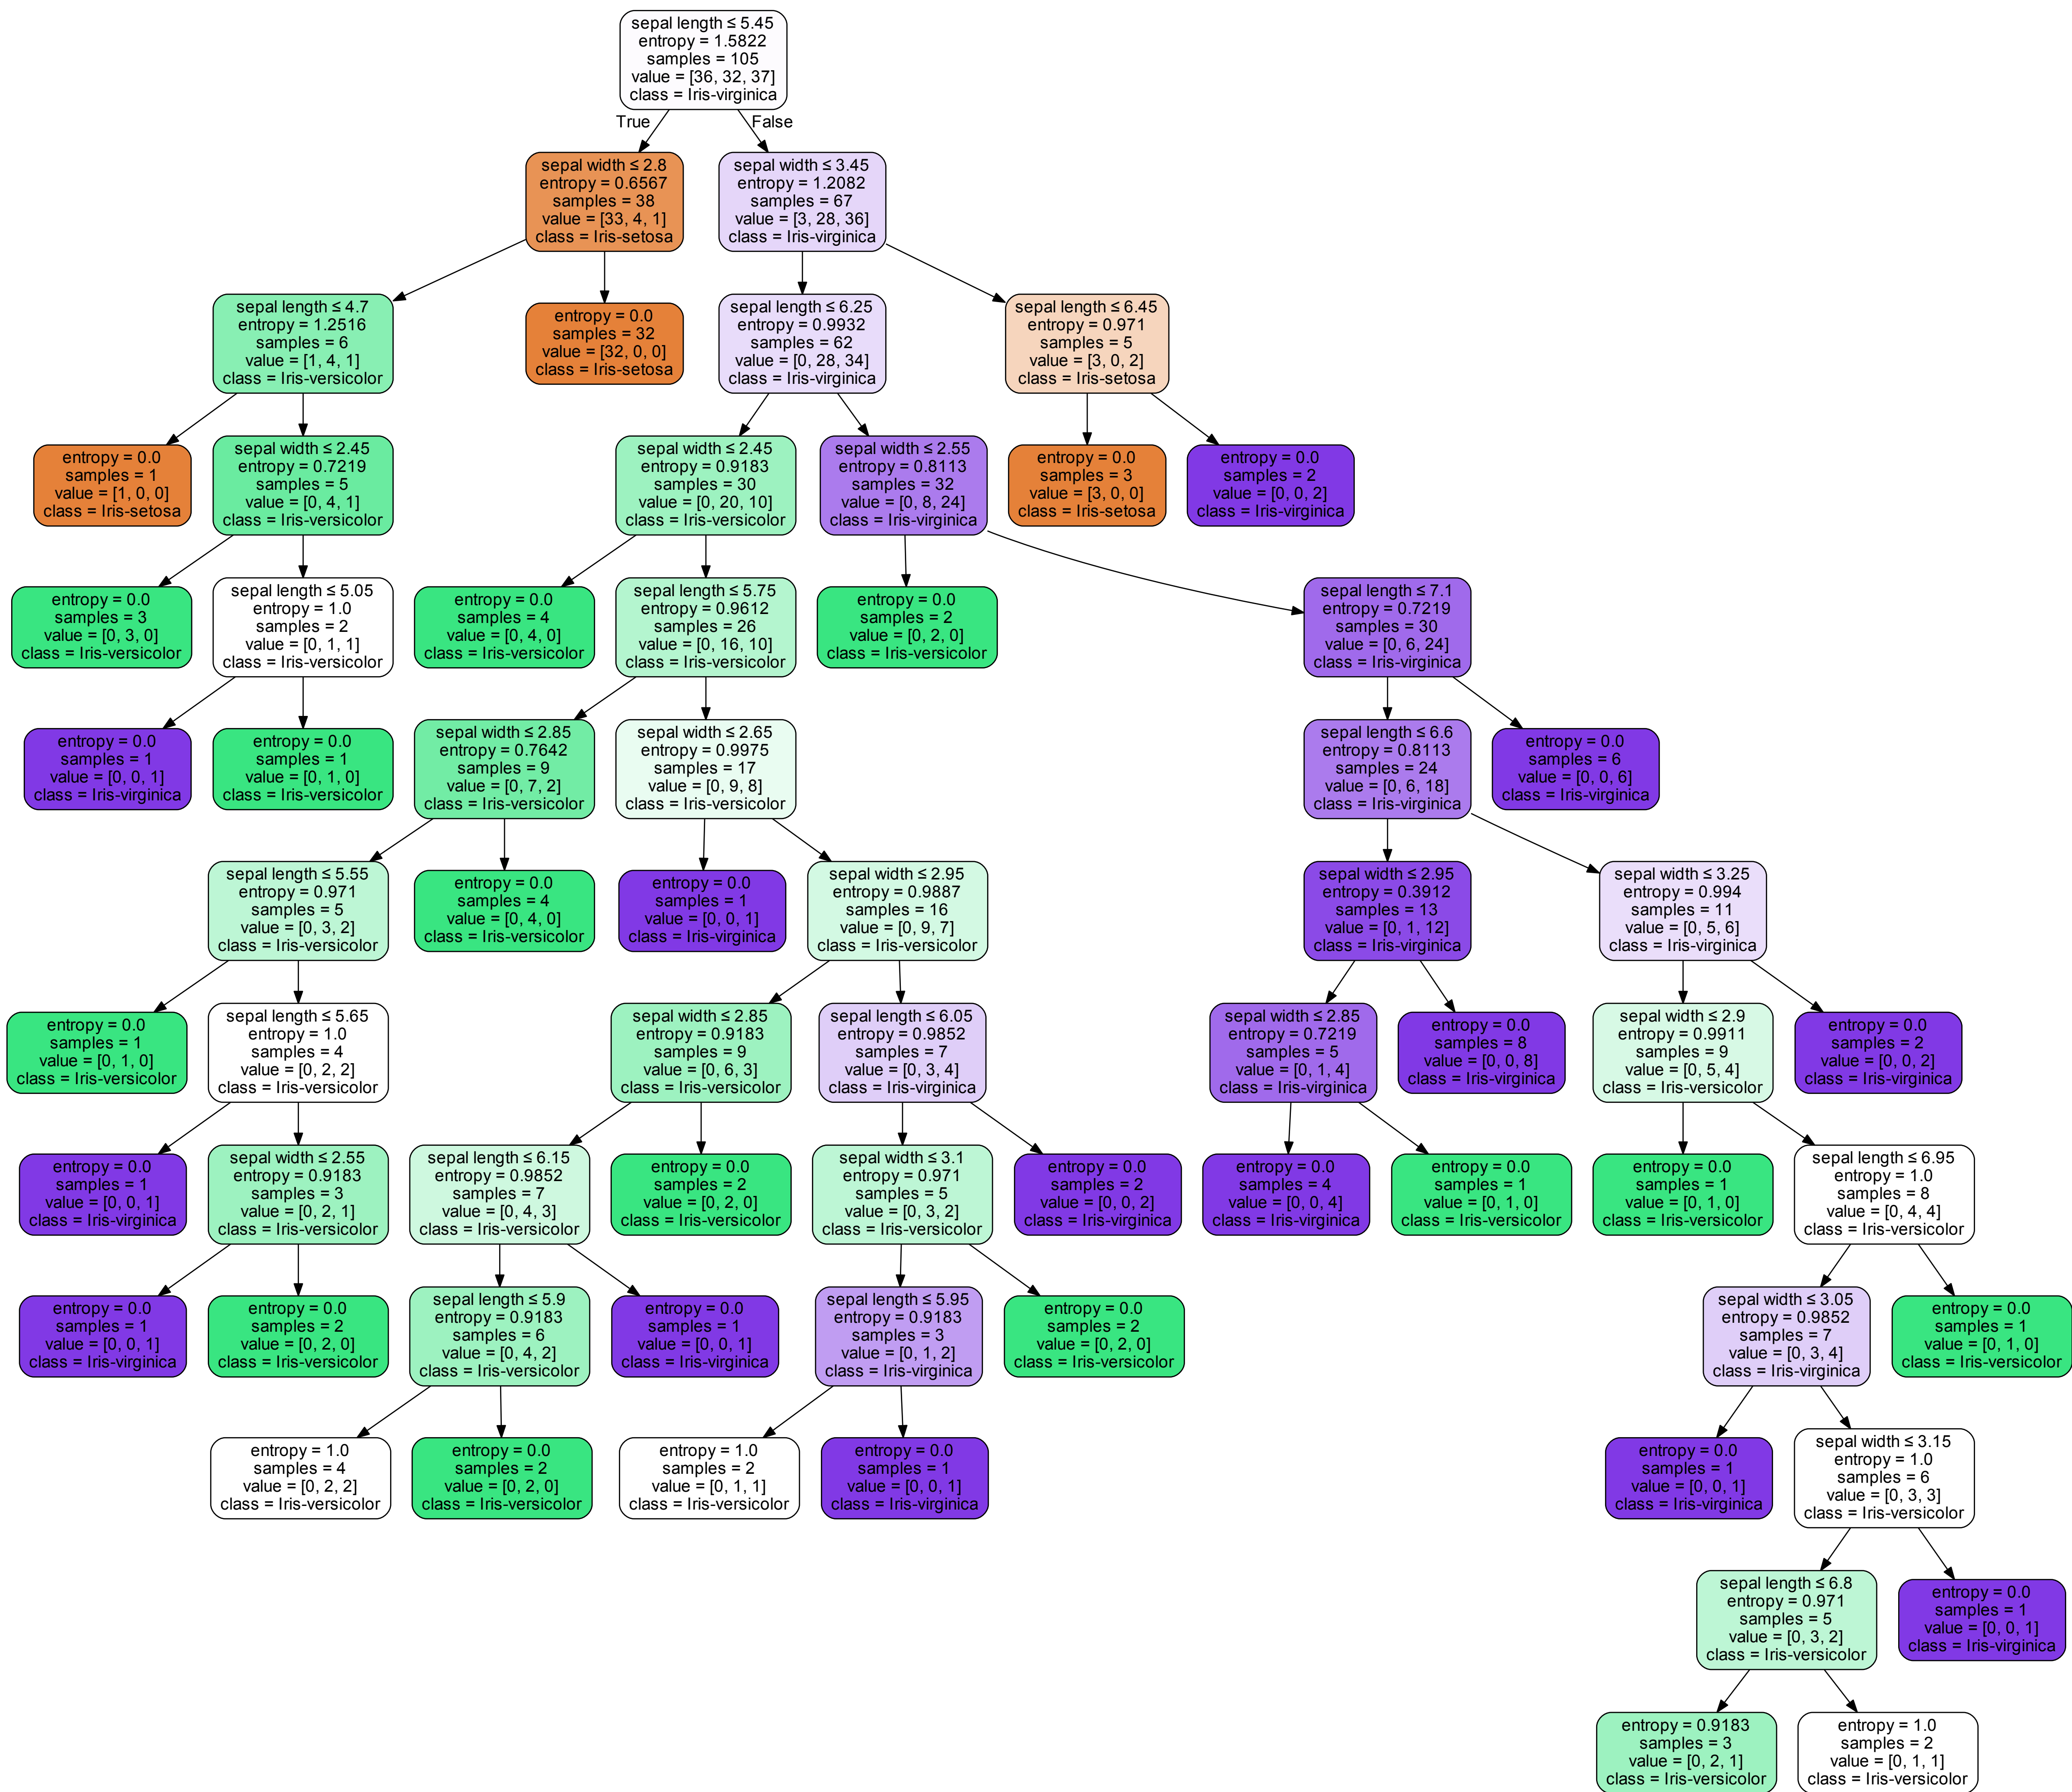 sepal length ≤ 5.45
entropy = 1.5822
samples = 105
value = [36, 32, 37]
class = Iris-virginica
True
False
sepal width ≤ 2.8
entropy = 0.6567
samples = 38
value = [33, 4, 1]
class = Iris-setosa
sepal width ≤ 3.45
entropy = 1.2082
samples = 67
value = [3, 28, 36]
class = Iris-virginica
sepal length ≤ 4.7
entropy = 1.2516
samples = 6
value = [1, 4, 1]
class = Iris-versicolor
entropy = 0.0
samples = 32
value = [32, 0, 0]
class = Iris-setosa
sepal length ≤ 6.25
entropy = 0.9932
samples = 62
value = [0, 28, 34]
class = Iris-virginica
sepal length ≤ 6.45
entropy = 0.971
samples = 5
value = [3, 0, 2]
class = Iris-setosa
entropy = 0.0
samples = 1
value = [1, 0, 0]
class = Iris-setosa
sepal width ≤ 2.45
entropy = 0.7219
samples = 5
value = [0, 4, 1]
class = Iris-versicolor
sepal width ≤ 2.45
entropy = 0.9183
samples = 30
value = [0, 20, 10]
class = Iris-versicolor
sepal width ≤ 2.55
entropy = 0.8113
samples = 32
value = [0, 8, 24]
class = Iris-virginica
entropy = 0.0
samples = 3
value = [3, 0, 0]
class = Iris-setosa
entropy = 0.0
samples = 2
value = [0, 0, 2]
class = Iris-virginica
entropy = 0.0
samples = 3
value = [0, 3, 0]
class = Iris-versicolor
sepal length ≤ 5.05
entropy = 1.0
samples = 2
value = [0, 1, 1]
class = Iris-versicolor
entropy = 0.0
samples = 4
value = [0, 4, 0]
class = Iris-versicolor
sepal length ≤ 5.75
entropy = 0.9612
samples = 26
value = [0, 16, 10]
class = Iris-versicolor
entropy = 0.0
samples = 2
value = [0, 2, 0]
class = Iris-versicolor
sepal length ≤ 7.1
entropy = 0.7219
samples = 30
value = [0, 6, 24]
class = Iris-virginica
entropy = 0.0
samples = 1
value = [0, 0, 1]
class = Iris-virginica
entropy = 0.0
samples = 1
value = [0, 1, 0]
class = Iris-versicolor
sepal width ≤ 2.85
entropy = 0.7642
samples = 9
value = [0, 7, 2]
class = Iris-versicolor
sepal width ≤ 2.65
entropy = 0.9975
samples = 17
value = [0, 9, 8]
class = Iris-versicolor
sepal length ≤ 6.6
entropy = 0.8113
samples = 24
value = [0, 6, 18]
class = Iris-virginica
entropy = 0.0
samples = 6
value = [0, 0, 6]
class = Iris-virginica
sepal length ≤ 5.55
entropy = 0.971
samples = 5
value = [0, 3, 2]
class = Iris-versicolor
entropy = 0.0
samples = 4
value = [0, 4, 0]
class = Iris-versicolor
entropy = 0.0
samples = 1
value = [0, 0, 1]
class = Iris-virginica
sepal width ≤ 2.95
entropy = 0.9887
samples = 16
value = [0, 9, 7]
class = Iris-versicolor
sepal width ≤ 2.95
entropy = 0.3912
samples = 13
value = [0, 1, 12]
class = Iris-virginica
sepal width ≤ 3.25
entropy = 0.994
samples = 11
value = [0, 5, 6]
class = Iris-virginica
entropy = 0.0
samples = 1
value = [0, 1, 0]
class = Iris-versicolor
sepal length ≤ 5.65
entropy = 1.0
samples = 4
value = [0, 2, 2]
class = Iris-versicolor
sepal width ≤ 2.85
entropy = 0.9183
samples = 9
value = [0, 6, 3]
class = Iris-versicolor
sepal length ≤ 6.05
entropy = 0.9852
samples = 7
value = [0, 3, 4]
class = Iris-virginica
sepal width ≤ 2.85
entropy = 0.7219
samples = 5
value = [0, 1, 4]
class = Iris-virginica
entropy = 0.0
samples = 8
value = [0, 0, 8]
class = Iris-virginica
sepal width ≤ 2.9
entropy = 0.9911
samples = 9
value = [0, 5, 4]
class = Iris-versicolor
entropy = 0.0
samples = 2
value = [0, 0, 2]
class = Iris-virginica
entropy = 0.0
samples = 1
value = [0, 0, 1]
class = Iris-virginica
sepal width ≤ 2.55
entropy = 0.9183
samples = 3
value = [0, 2, 1]
class = Iris-versicolor
sepal length ≤ 6.15
entropy = 0.9852
samples = 7
value = [0, 4, 3]
class = Iris-versicolor
entropy = 0.0
samples = 2
value = [0, 2, 0]
class = Iris-versicolor
sepal width ≤ 3.1
entropy = 0.971
samples = 5
value = [0, 3, 2]
class = Iris-versicolor
entropy = 0.0
samples = 2
value = [0, 0, 2]
class = Iris-virginica
entropy = 0.0
samples = 4
value = [0, 0, 4]
class = Iris-virginica
entropy = 0.0
samples = 1
value = [0, 1, 0]
class = Iris-versicolor
entropy = 0.0
samples = 1
value = [0, 1, 0]
class = Iris-versicolor
sepal length ≤ 6.95
entropy = 1.0
samples = 8
value = [0, 4, 4]
class = Iris-versicolor
entropy = 0.0
samples = 1
value = [0, 0, 1]
class = Iris-virginica
entropy = 0.0
samples = 2
value = [0, 2, 0]
class = Iris-versicolor
sepal length ≤ 5.9
entropy = 0.9183
samples = 6
value = [0, 4, 2]
class = Iris-versicolor
entropy = 0.0
samples = 1
value = [0, 0, 1]
class = Iris-virginica
sepal length ≤ 5.95
entropy = 0.9183
samples = 3
value = [0, 1, 2]
class = Iris-virginica
entropy = 0.0
samples = 2
value = [0, 2, 0]
class = Iris-versicolor
sepal width ≤ 3.05
entropy = 0.9852
samples = 7
value = [0, 3, 4]
class = Iris-virginica
entropy = 0.0
samples = 1
value = [0, 1, 0]
class = Iris-versicolor
entropy = 1.0
samples = 4
value = [0, 2, 2]
class = Iris-versicolor
entropy = 0.0
samples = 2
value = [0, 2, 0]
class = Iris-versicolor
entropy = 1.0
samples = 2
value = [0, 1, 1]
class = Iris-versicolor
entropy = 0.0
samples = 1
value = [0, 0, 1]
class = Iris-virginica
entropy = 0.0
samples = 1
value = [0, 0, 1]
class = Iris-virginica
sepal width ≤ 3.15
entropy = 1.0
samples = 6
value = [0, 3, 3]
class = Iris-versicolor
sepal length ≤ 6.8
entropy = 0.971
samples = 5
value = [0, 3, 2]
class = Iris-versicolor
entropy = 0.0
samples = 1
value = [0, 0, 1]
class = Iris-virginica
entropy = 0.9183
samples = 3
value = [0, 2, 1]
class = Iris-versicolor
entropy = 1.0
samples = 2
value = [0, 1, 1]
class = Iris-versicolor